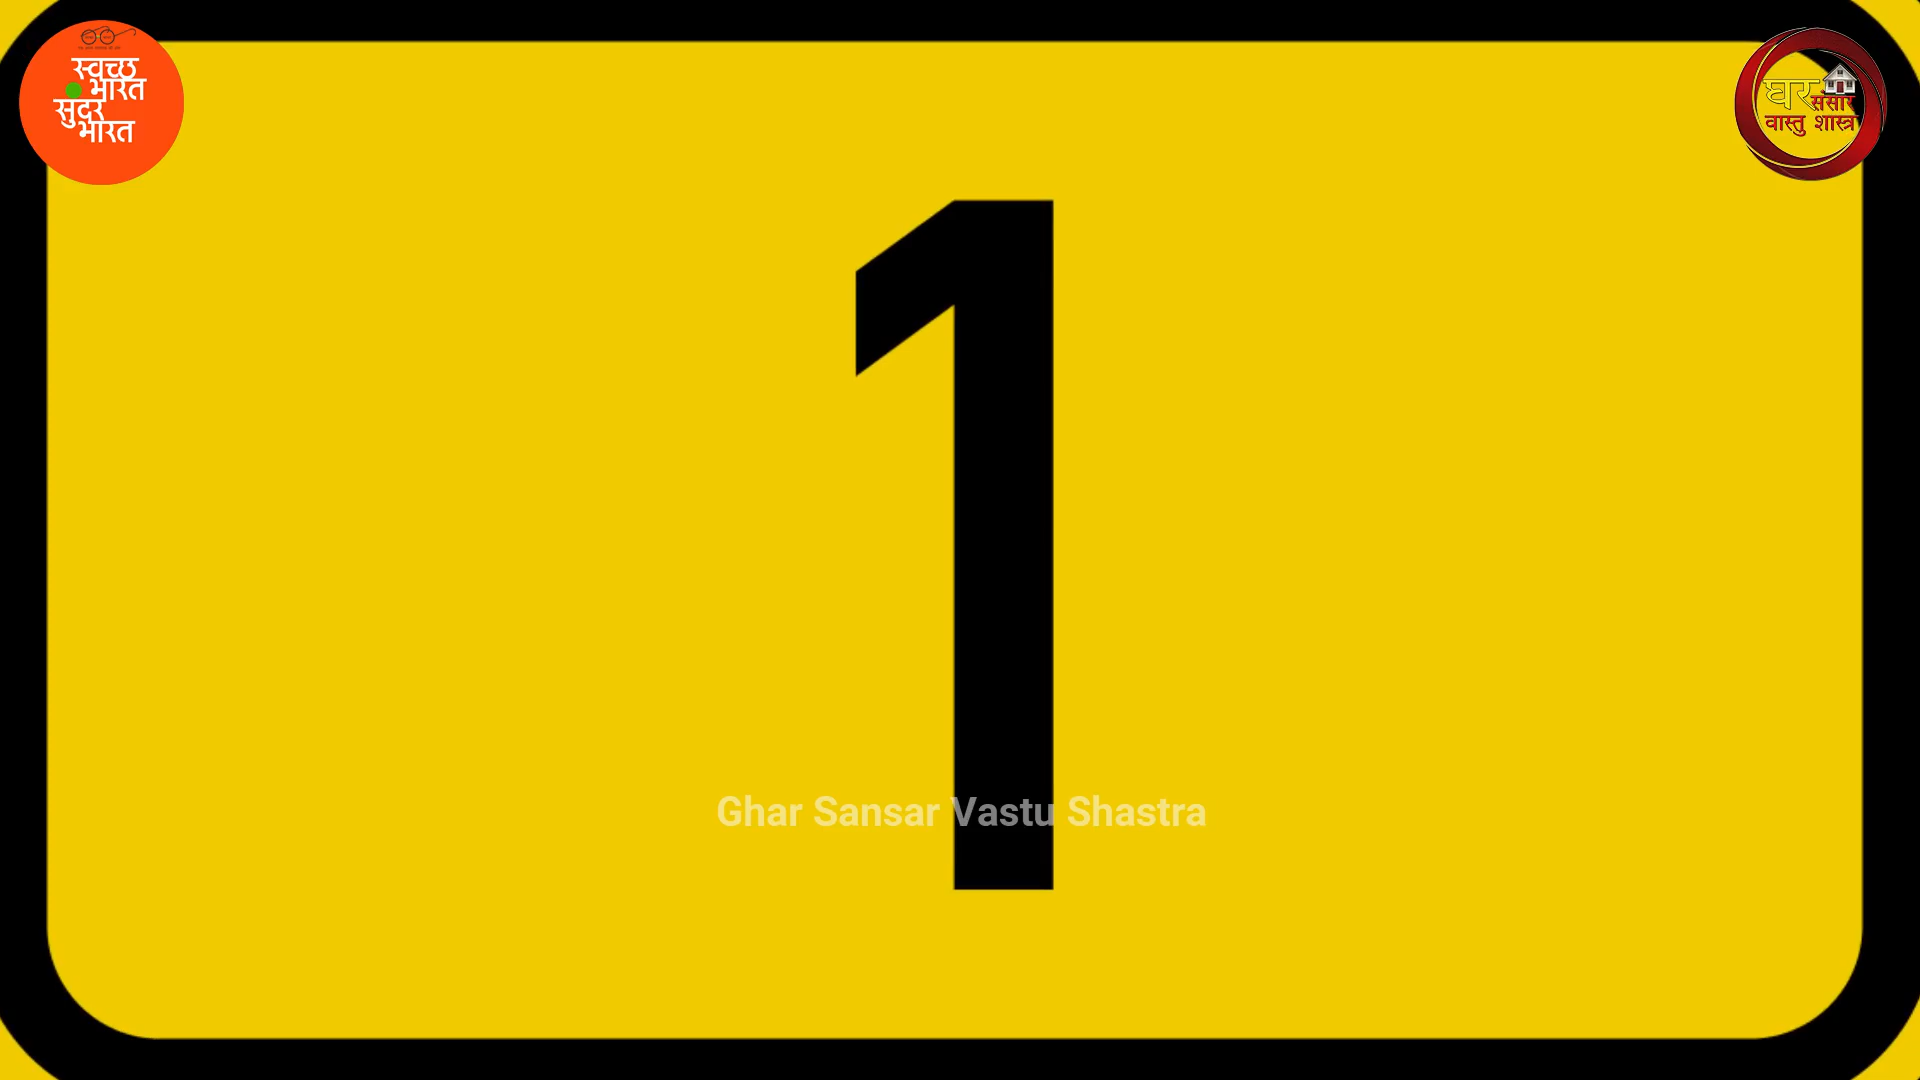 स्वच्छ
भारत
सुंदर
भारत
घर
संसार
वास्तु शास्त्र
1
Ghar Sansar Vastu Shastra